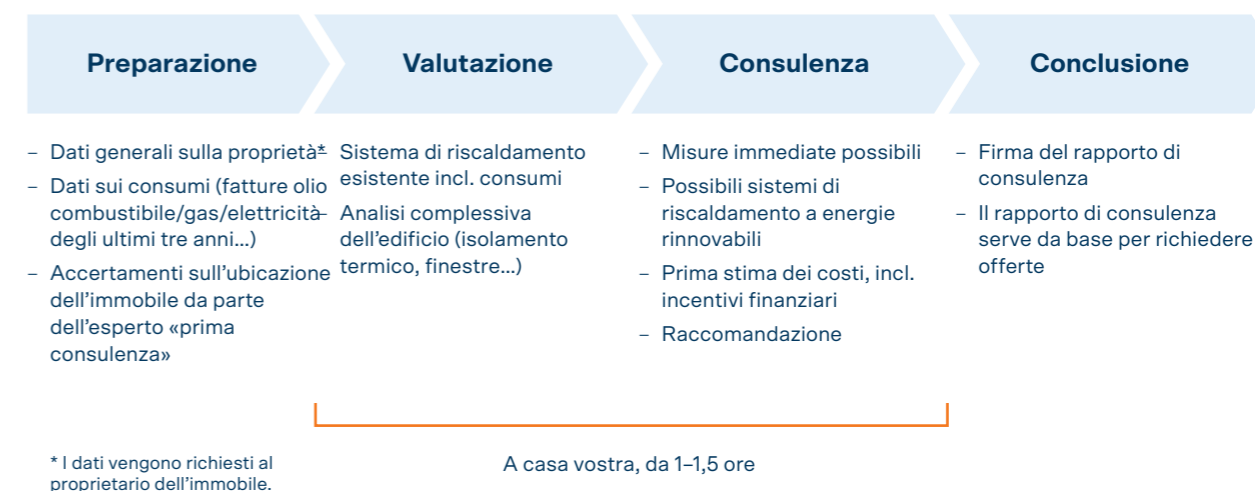 Preparazione
– Dati generali sulla proprietà*
– Dati sui consumi (fatture olio
combustibile/gas/elettricità
degli ultimi tre anni...)
– Accertamenti sull’ubicazione
dell’immobile da parte
dell’esperto «prima
consulenza»
Valutazione
– Sistema di riscaldamento
esistente incl. consumi
– Analisi complessiva
dell’edificio (isolamento
termico, finestre...)
Consulenza
– Misure immediate possibili
– Possibili sistemi di
riscaldamento a energie
rinnovabili
– Prima stima dei costi, incl.
incentivi finanziari
– Raccomandazione
Conclusione
– Firma del rapporto di
consulenza
– Il rapporto di consulenza
serve da base per richiedere
offerte
* I dati vengono richiesti al
proprietario dell’immobile.
A casa vostra, da 1–1,5 ore